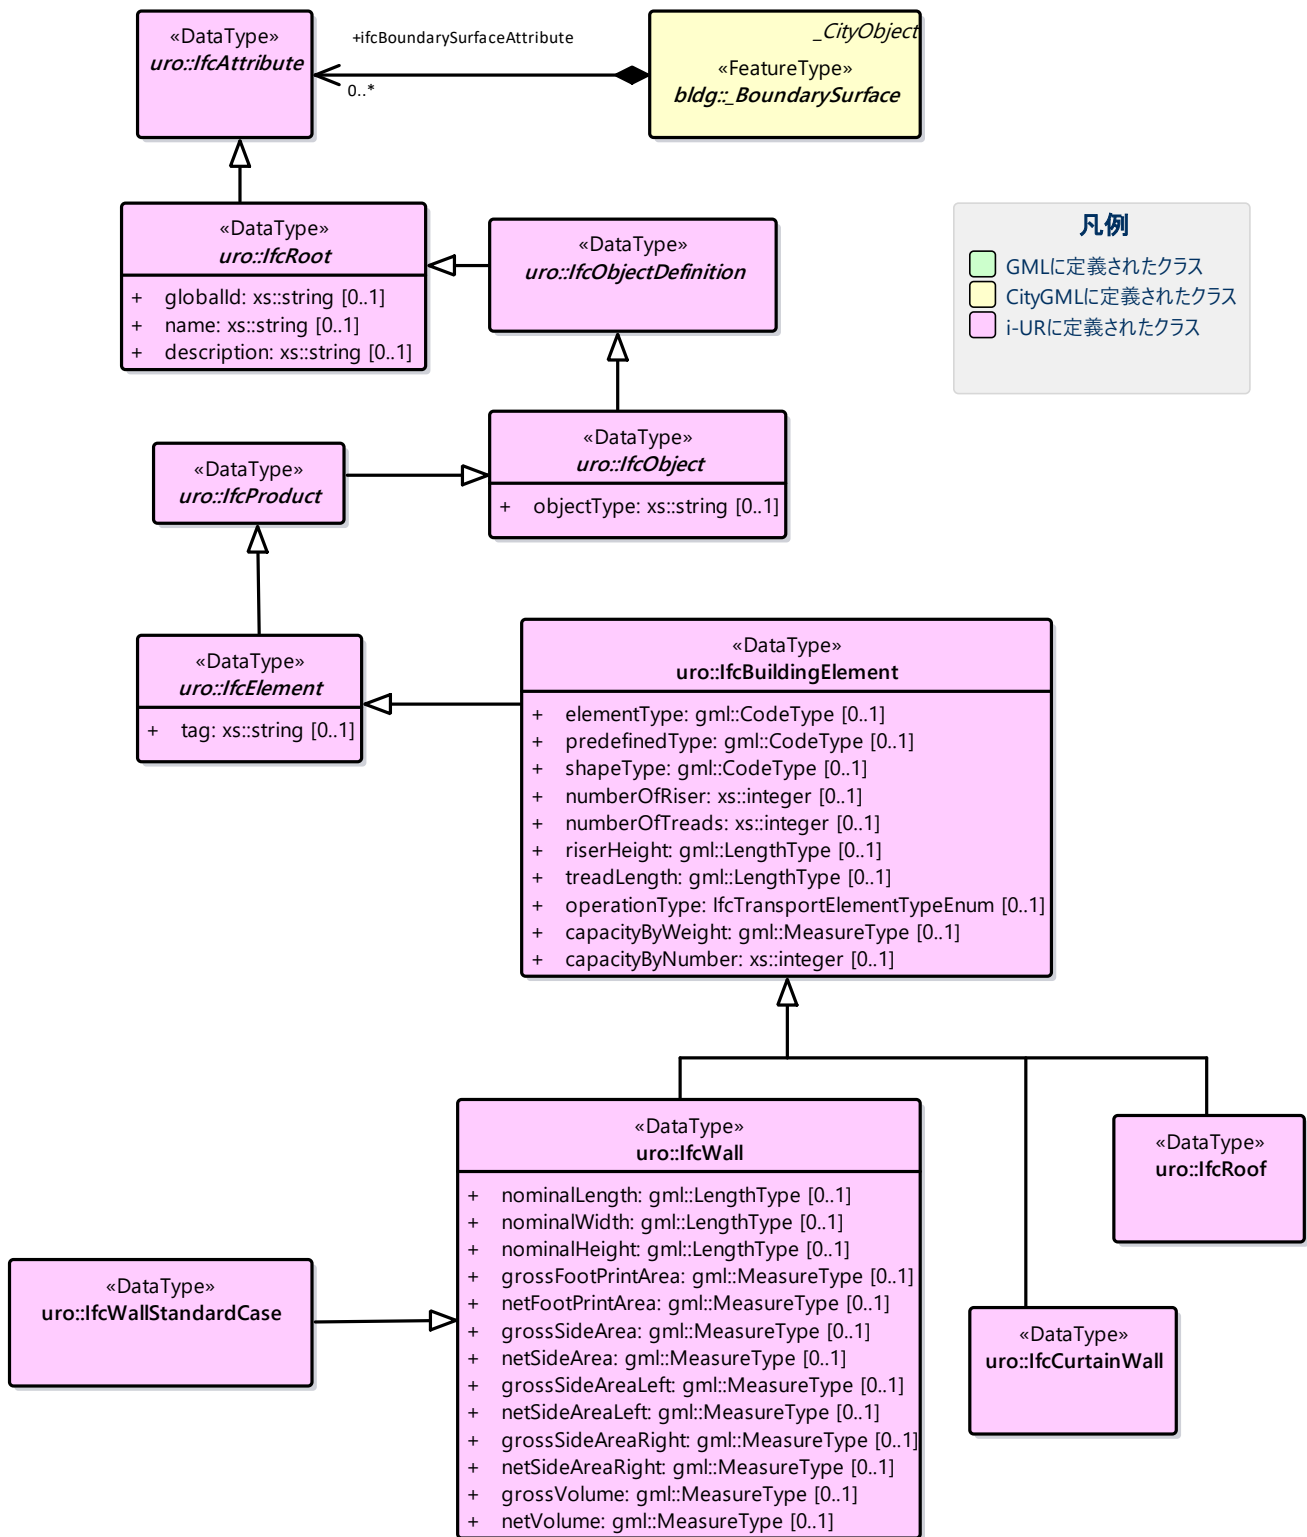 «DataType»
uro::IfcAttribute
+ifcBoundarySurfaceAttribute
0..*
_CityObject
«FeatureType»
bldg::_BoundarySurface
«DataType»
uro::IfcRoot
+ globalId: xs::string [0..1]
+ name: xs::string [0..1]
+ description: xs::string [0..1]
«DataType»
uro::IfcObjectDefinition
凡例
GMLに定義されたクラス
CityGMLに定義されたクラス
i-URに定義されたクラス
«DataType»
uro::IfcProduct
«DataType»
uro::IfcObject
+ objectType: xs::string [0..1]
«DataType»
uro::IfcElement
+ tag: xs::string [0..1]
«DataType»
uro::IfcBuildingElement
+ elementType: gml::CodeType [0..1]
+ predefinedType: gml::CodeType [0..1]
+ shapeType: gml::CodeType [0..1]
+ numberOfRiser: xs::integer [0..1]
+ numberOfTreads: xs::integer [0..1]
+ riserHeight: gml::LengthType [0..1]
+ treadLength: gml::LengthType [0..1]
+ operationType: IfcTransportElementTypeEnum [0..1]
+ capacityByWeight: gml::MeasureType [0..1]
+ capacityByNumber: xs::integer [0..1]
«DataType»
uro::IfcWall
+ nominalLength: gml::LengthType [0..1]
+ nominalWidth: gml::LengthType [0..1]
+ nominalHeight: gml::LengthType [0..1]
+ grossFootPrintArea: gml::MeasureType [0..1]
+ netFootPrintArea: gml::MeasureType [0..1]
+ grossSideArea: gml::MeasureType [0..1]
+ netSideArea: gml::MeasureType [0..1]
+ grossSideAreaLeft: gml::MeasureType [0..1]
+ netSideAreaLeft: gml::MeasureType [0..1]
+ grossSideAreaRight: gml::MeasureType [0..1]
+ netSideAreaRight: gml::MeasureType [0..1]
+ grossVolume: gml::MeasureType [0..1]
+ netVolume: gml::MeasureType [0..1]
«DataType»
uro::IfcRoof
«DataType»
uro::IfcWallStandardCase
«DataType»
uro::IfcCurtainWall